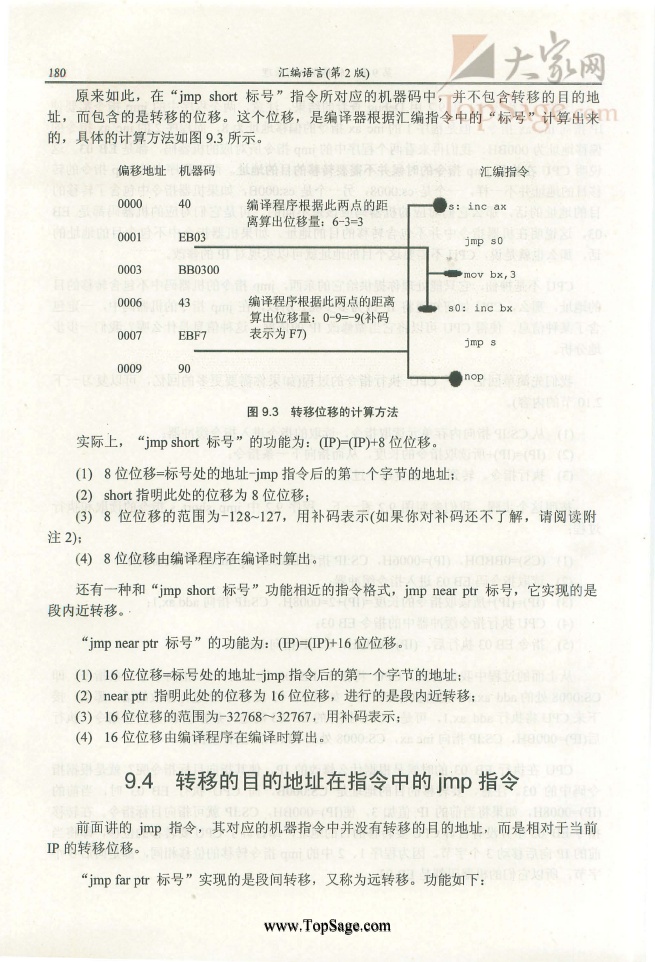 大家网
TopSage.com
180
汇编语言(第 2 版)
原来如此，在“jmp short 标号”指令所对应的机器码中，并不包含转移的目的地
址，而包含的是转移的位移。这个位移，是编译器根据汇编指令中的“标号”计算出来
的，具体的计算方法如图 9.3 所示。
偏移地址 机器码 汇编指令
0000 40 编译程序根据此两点的距 s: inc ax
离算出位移量：6-3=3
0001 EB03 jmp s0
0003 BB0300 mov bx,3
0006 43 编译程序根据此两点的距离 s0: inc bx
算出位移量：0-9=-9(补码
0007 EBF7 表示为 F7) jmp s
0009 90 nop
图 9.3 转移位移的计算方法
实际上，“jmp short 标号”的功能为：(IP)=(IP)+8 位位移。
(1) 8 位位移=标号处的地址-jmp 指令后的第一个字节的地址；
(2) short 指明此处的位移为 8 位位移；
(3) 8 位位移的范围为-128~127，用补码表示(如果你对补码还不了解，请阅读附
注 2)；
(4) 8 位位移由编译程序在编译时算出。
还有一种和“jmp short 标号”功能相近的指令格式，jmp near ptr 标号，它实现的是
段内近转移。
“jmp near ptr 标号”的功能为：(IP)=(IP)+16 位位移。
(1) 16 位位移=标号处的地址-jmp 指令后的第一个字节的地址；
(2) near ptr 指明此处的位移为 16 位位移，进行的是段内近转移；
(3) 16 位位移的范围为-32768～32767，用补码表示；
(4) 16 位位移由编译程序在编译时算出。
9.4 转移的目的地址在指令中的 jmp 指令
前面讲的 jmp 指令，其对应的机器指令中并没有转移的目的地址，而是相对于当前
IP 的转移位移。
“jmp far ptr 标号”实现的是段间转移，又称为远转移。功能如下：
www.TopSage.com